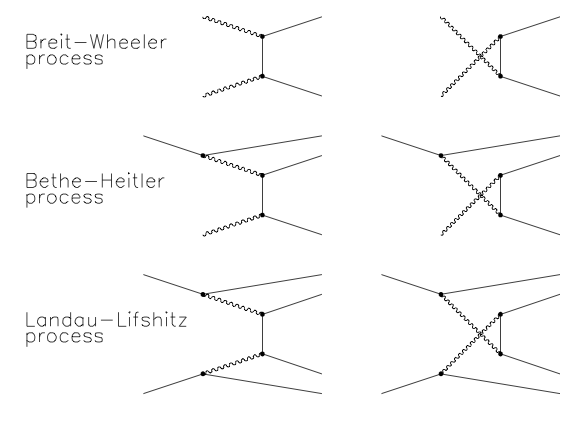 Breit-Wheeler
process
Bethe-Heitler
process
Landau-Lifshitz
process